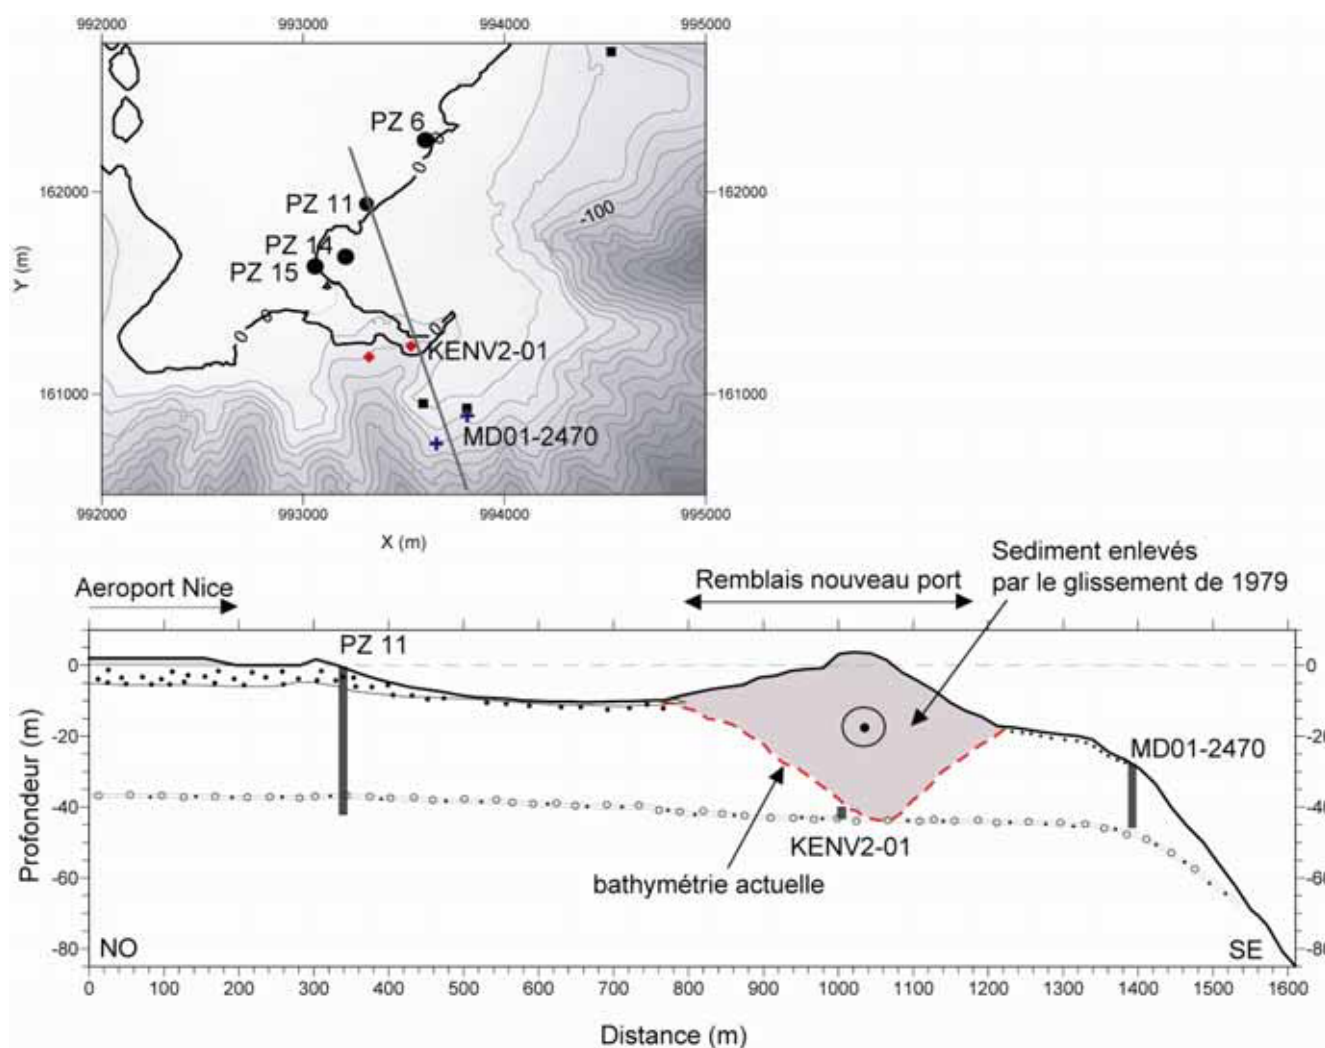 992000 993000 994000 995000
PZ 6
0
0
162000 162000
PZ 11
-100
PZ 14
PZ 15
Y (m)
0
0
0
KENV2-01
161000 161000
MD01-2470
992000 993000 994000 995000
X (m)
Sediment enlevés
par le glissement de 1979
Aeroport Nice
Remblais nouveau port
PZ 11
0 0
-20 -20
MD01-2470
Profondeur (m)
-40 -40
KENV2-01
bathymétrie actuelle
-60 -60
NO SE
-80 -80
0 100 200 300 400 500 600 700 800 900 1000 1100 1200 1300 1400 1500 1600
Distance (m)